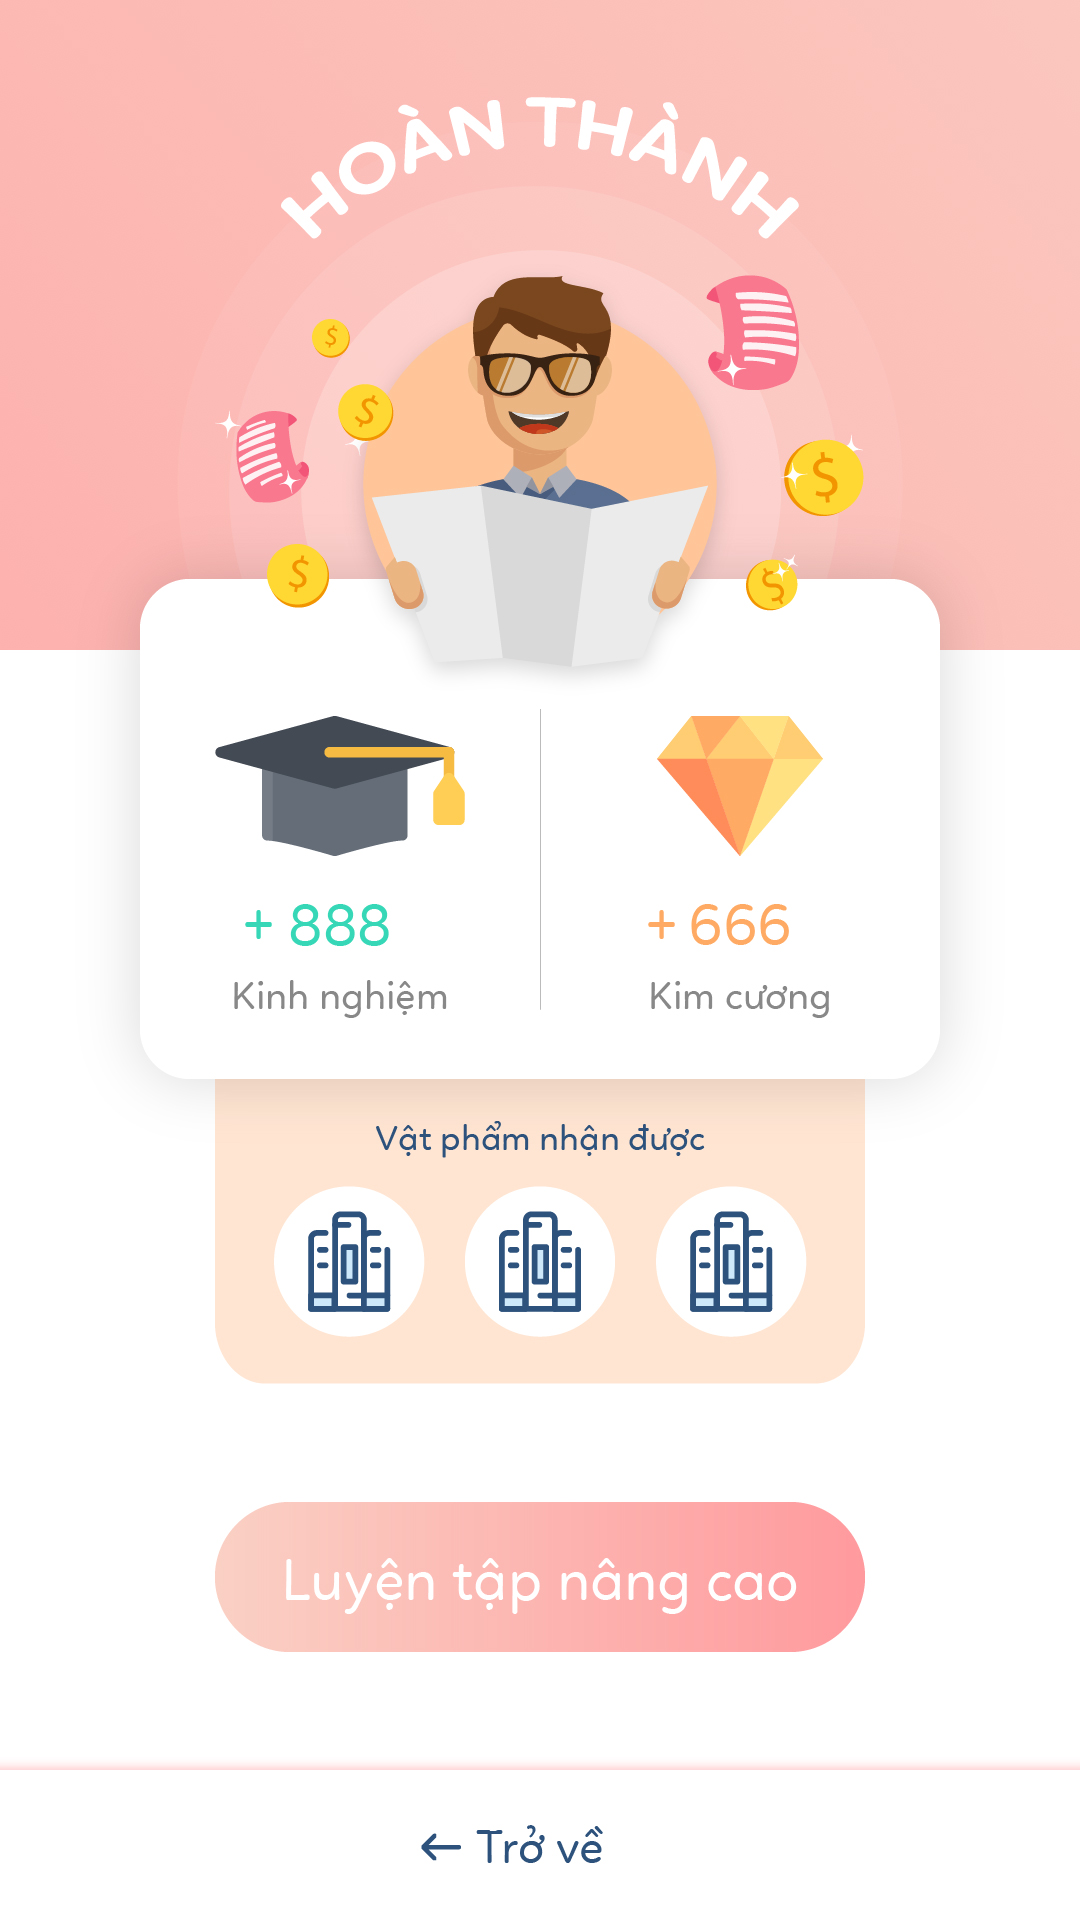 HOÀN THÀNH
$
$
$
$
$
+ 888
Kinh nghiệm
+ 666
Kim cương
Vật phẩm nhận được
Luyện tập nâng cao
← Trở về